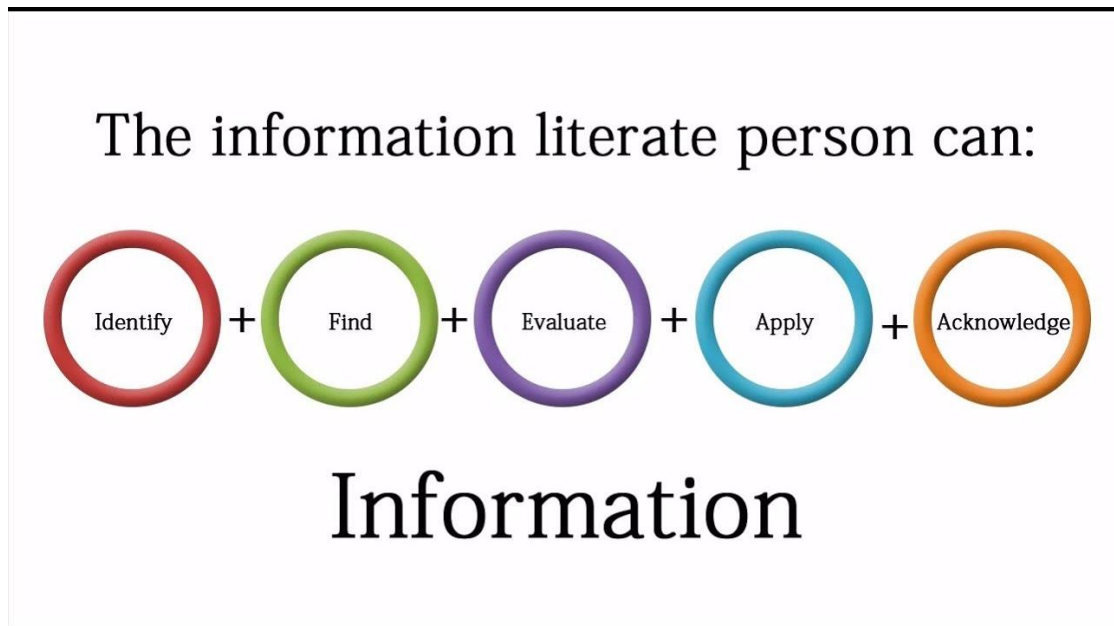 The information literate person can:
Identify + Find + Evaluate + Apply + Acknowledge
Information